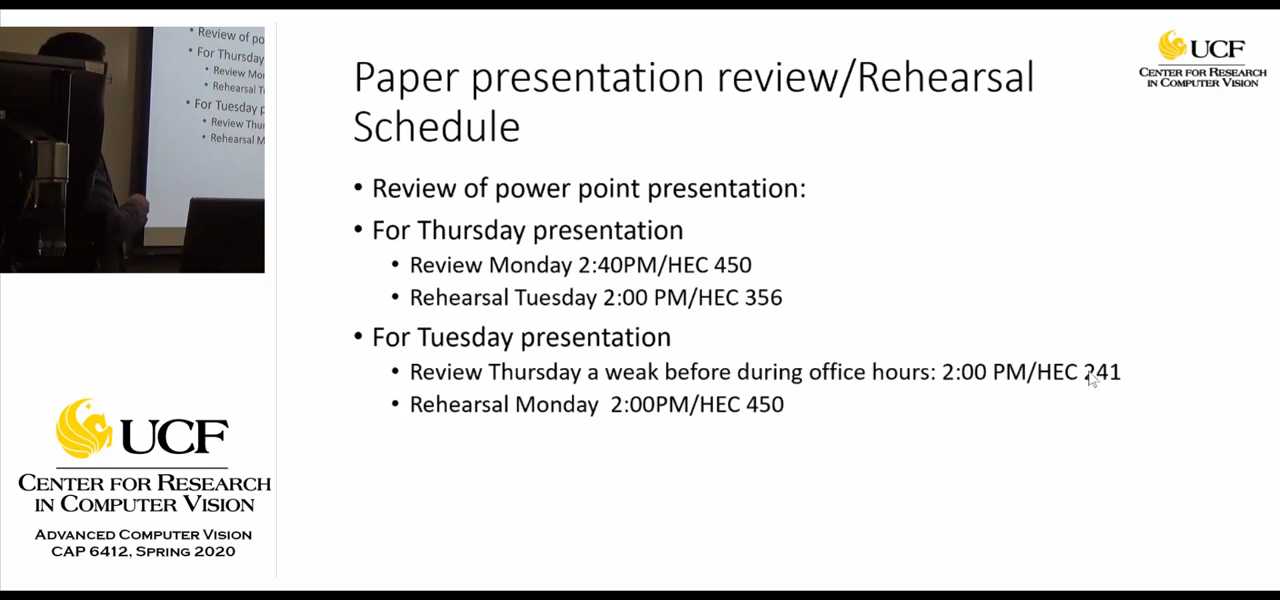 Review of po
• For Thursday
• Review Mon
• Rehearsal T
• For Tuesday p
• Review Thu
• Rehearsal M
UCF
CENTER FOR RESEARCH
IN COMPUTER VISION
Paper presentation review/Rehearsal
Schedule
• Review of power point presentation:
• For Thursday presentation
• Review Monday 2:40PM/HEC 450
• Rehearsal Tuesday 2:00 PM/HEC 356
• For Tuesday presentation
• Review Thursday a weak before during office hours: 2:00 PM/HEC 241
• Rehearsal Monday 2:00PM/HEC 450
UCF
CENTER FOR RESEARCH
IN COMPUTER VISION
ADVANCED COMPUTER VISION
CAP 6412, SPRING 2020